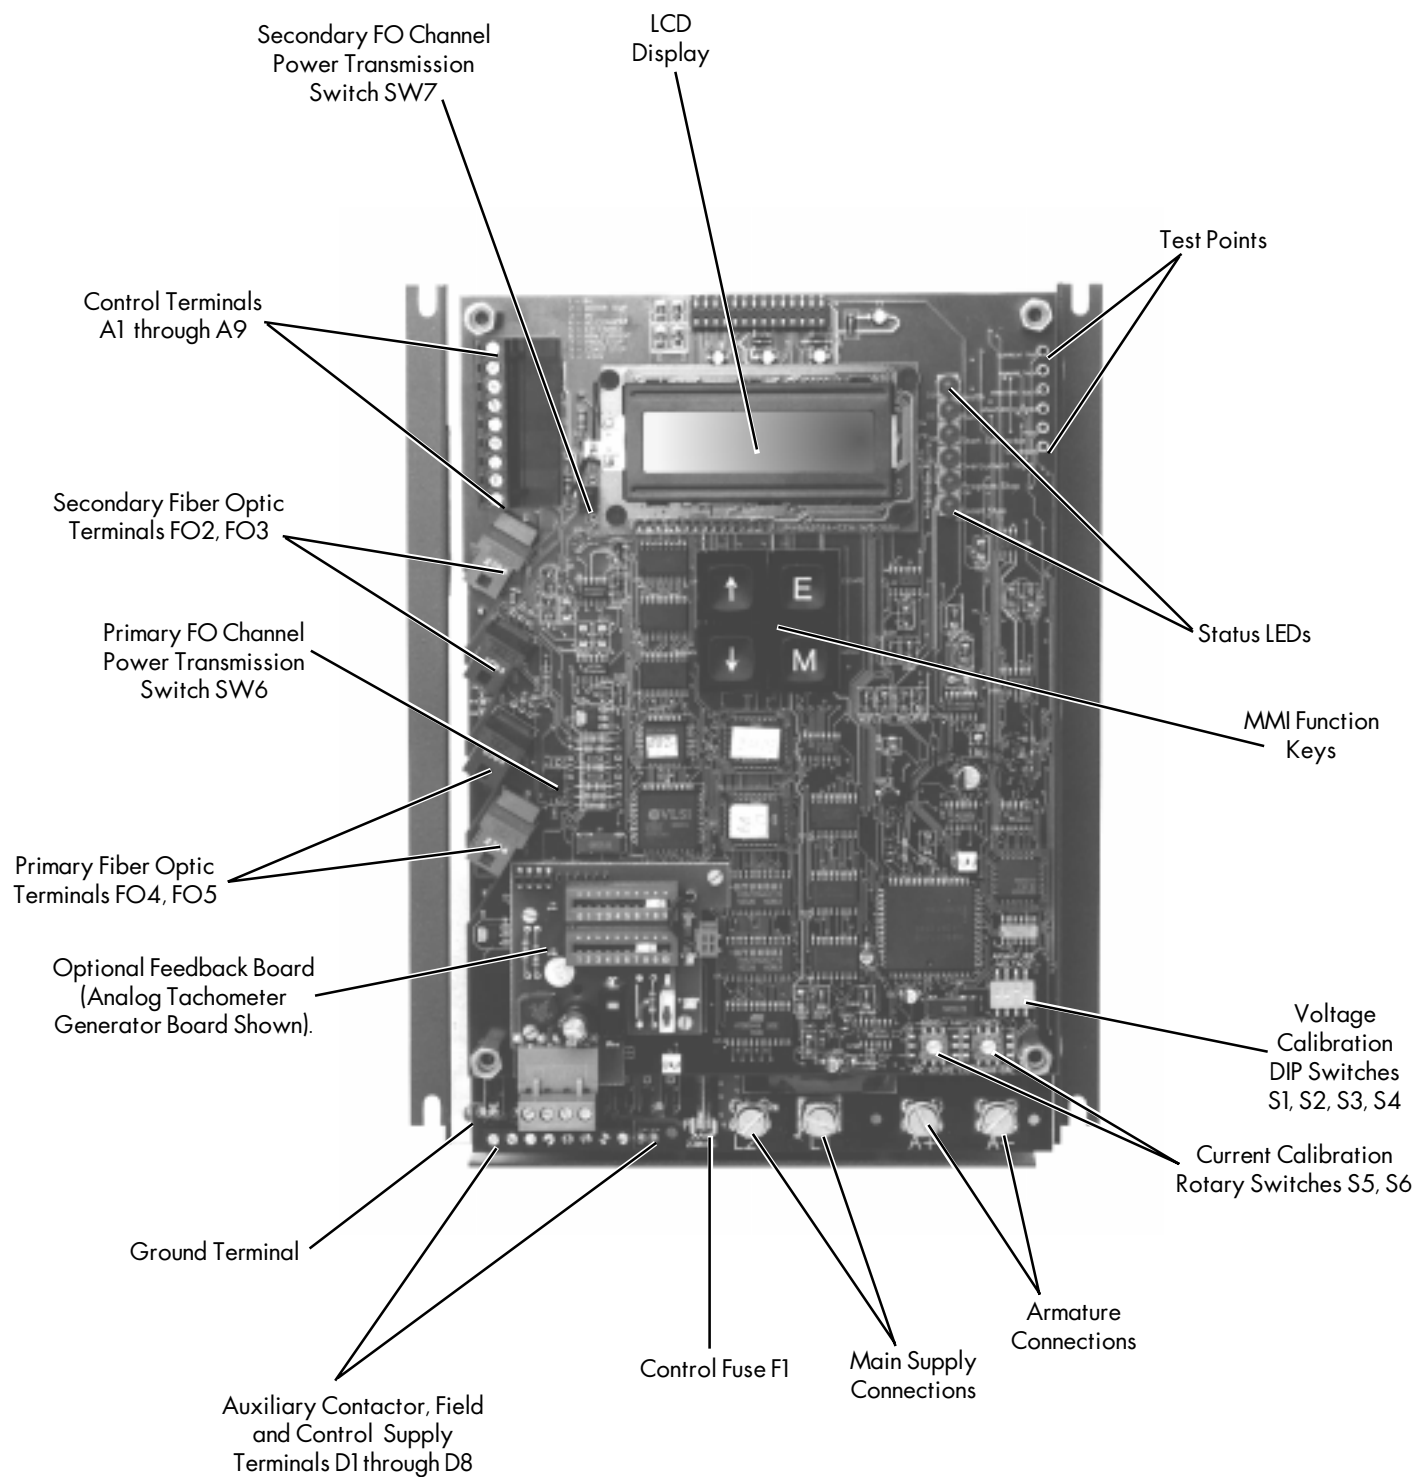 Secondary FO Channel
Power Transmission
Switch SW7
LCD
Display
Test Points
Control Terminals
A1 through A9
Secondary Fiber Optic
Terminals FO2, FO3
Primary FO Channel
Power Transmission
Switch SW6
↑
E
↓
M
Status LEDs
MMI Function
Keys
VLSI
Primary Fiber Optic
Terminals FO4, FO5
Optional Feedback Board
(Analog Tachometer
Generator Board Shown).
Voltage
Calibration
DIP Switches
S1, S2, S3, S4
Current Calibration
Rotary Switches S5, S6
Ground Terminal
Armature
Connections
Main Supply
Connections
Control Fuse F1
Auxiliary Contactor, Field
and Control Supply
Terminals D1 through D8